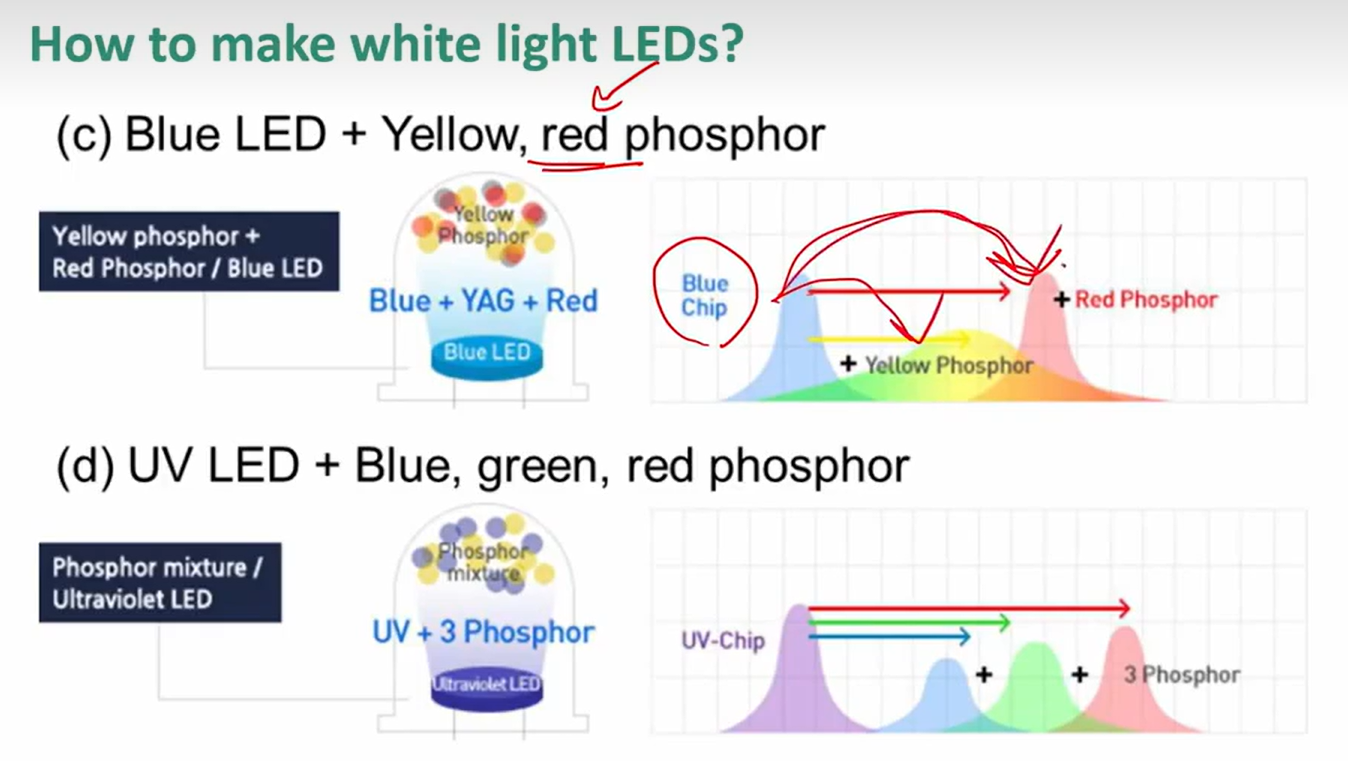 How to make white light LEDs?
(c) Blue LED + Yellow, red phosphor
Yellow phosphor +
Red Phosphor / Blue LED
Yellow
Phosphor
Blue + YAG + Red
Blue LED
Blue
Chip
+ Red Phosphor
+ Yellow Phosphor
(d) UV LED + Blue, green, red phosphor
Phosphor mixture /
Ultraviolet LED
Phosphor
mixture
UV + 3 Phosphor
Ultraviolet LED
UV-Chip
+ + 3 Phosphor